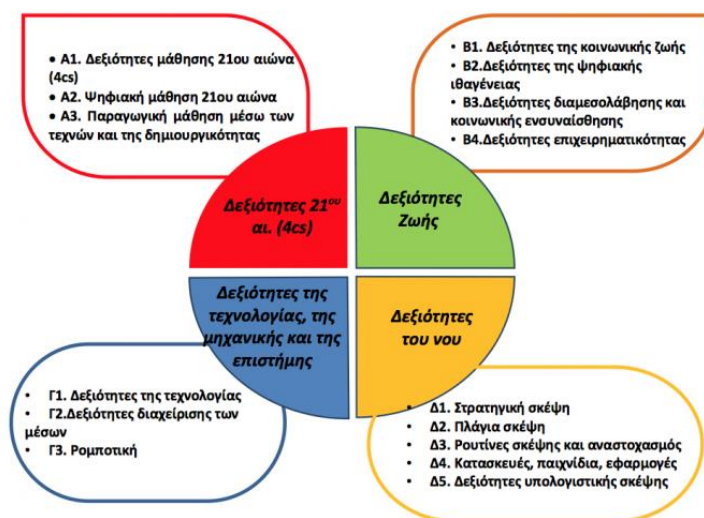 • Α1. Δεξιότητες μάθησης 21ου αιώνα
(4cs)
• Α2. Ψηφιακή μάθηση 21ου αιώνα
• Α3. Παραγωγική μάθηση μέσω των
τεχνών και της δημιουργικότητας
• Β1. Δεξιότητες της κοινωνικής ζωής
• Β2.Δεξιότητες της ψηφιακής
ιθαγένειας
• Β3.Δεξιότητες διαμεσολάβησης και
κοινωνικής ενσυναίσθησης
• Β4.Δεξιότητες επιχειρηματικότητας
Δεξιότητες 21ου
αι. (4cs)
Δεξιότητες
Ζωής
Δεξιότητες της
τεχνολογίας, της
μηχανικής και της
επιστήμης
Δεξιότητες
του νου
• Γ1. Δεξιότητες της τεχνολογίας
• Γ2.Δεξιότητες διαχείρισης των
μέσων
• Γ3. Ρομποτική
• Δ1. Στρατηγική σκέψη
• Δ2. Πλάγια σκέψη
• Δ3. Ρουτίνες σκέψης και αναστοχασμός
• Δ4. Κατασκευές, παιχνίδια, εφαρμογές
• Δ5. Δεξιότητες υπολογιστικής σκέψης